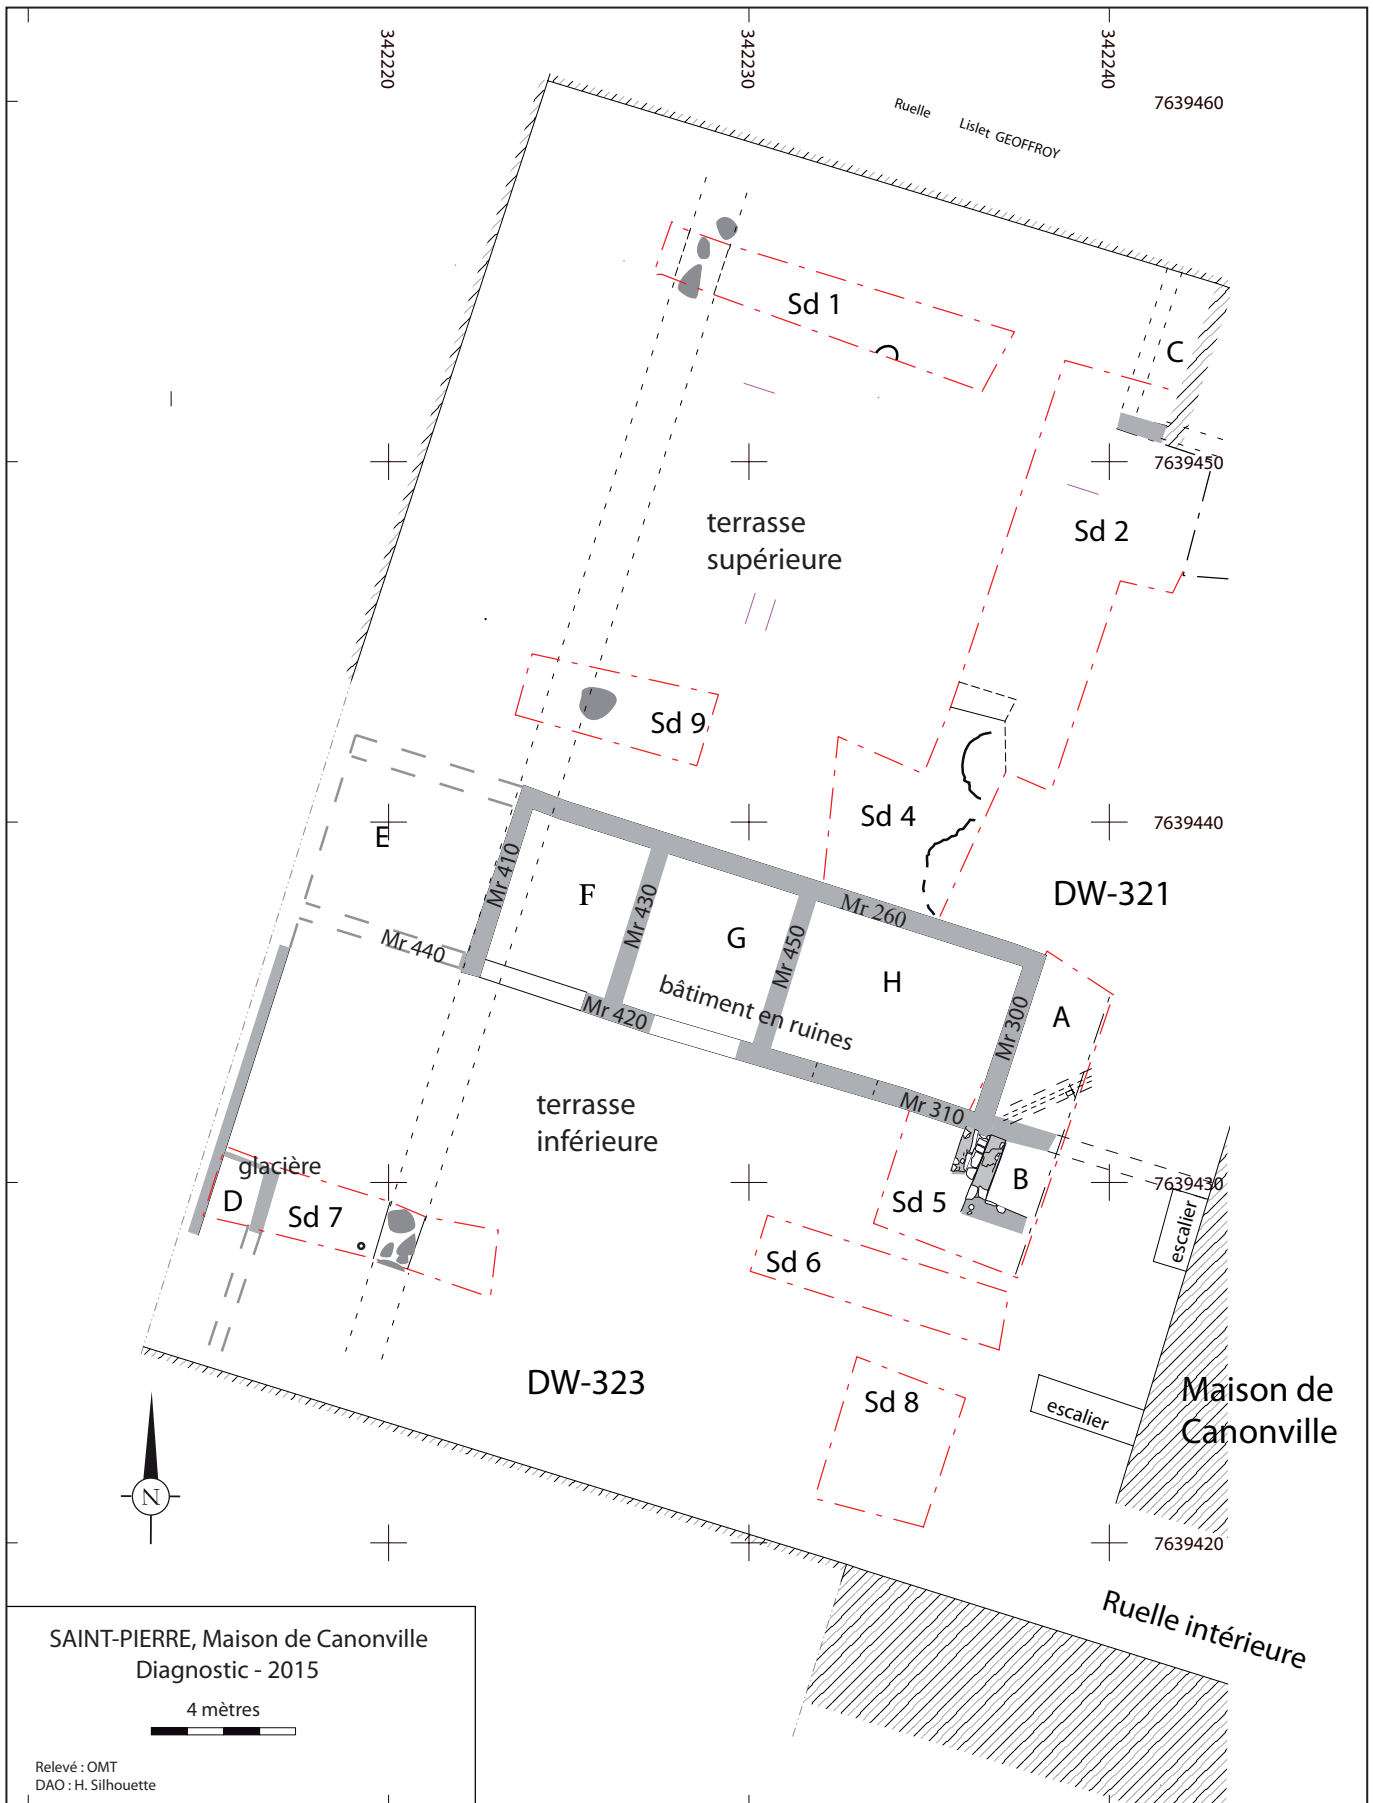 342220
342230
342240
7639460
Ruelle Lislet GEOFFROY
Sd 1
C
7639450
terrasse
supérieure
Sd 2
Sd 9
Sd 4
7639440
E
F
Mr 410
Mr 430
Mr 260
DW-321
Mr 440
G
Mr 450
H
A
Mr 300
bâtiment en ruines
Mr 420
terrasse
inférieure
Mr 310
glacière
D
Sd 7
B
7639430
Sd 5
escalier
Sd 6
DW-323
Sd 8
escalier
Maison de
Canonville
N
7639420
Ruelle intérieure
SAINT-PIERRE, Maison de Canonville
Diagnostic - 2015
4 mètres
Relevé : OMT
DAO : H. Silhouette